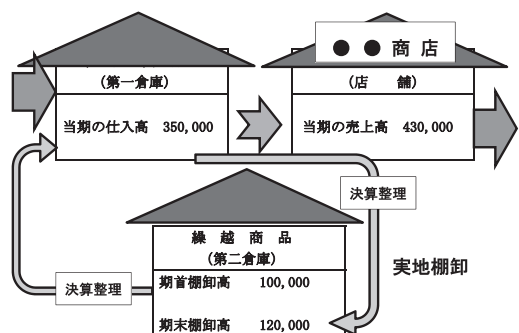 ●●商店
(第一倉庫)
当期の仕入高 350,000
(店 舗)
当期の売上高 430,000
決算整理
繰越商品
(第二倉庫)
期首棚卸高 100,000
期末棚卸高 120,000
決算整理
実地棚卸